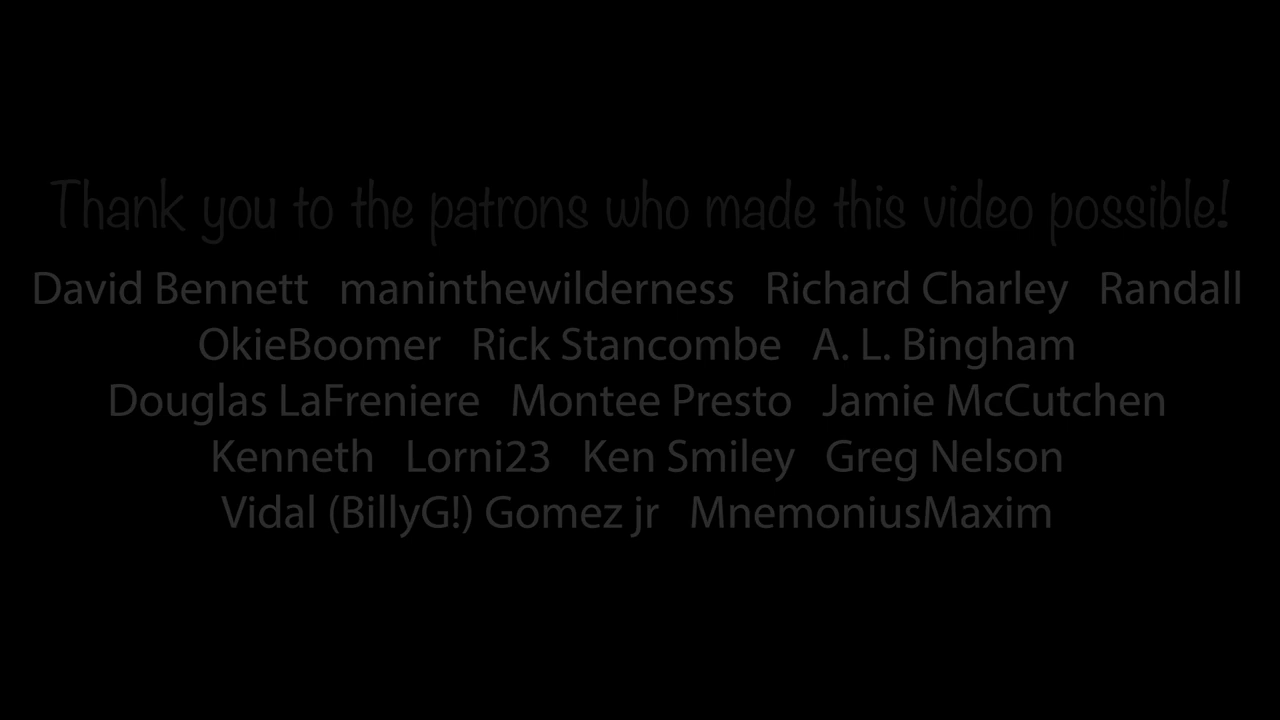 Thank you to the patrons who made this video possible!
David Bennett maninthewilderness Richard Charley Randall
OkieBoomer Rick Stancombe A. L. Bingham
Douglas LaFreniere Montee Presto Jamie McCutchen
Kenneth Lorni23 Ken Smiley Greg Nelson
Vidal (BillyG!) Gomez jr MnemoniusMaxim